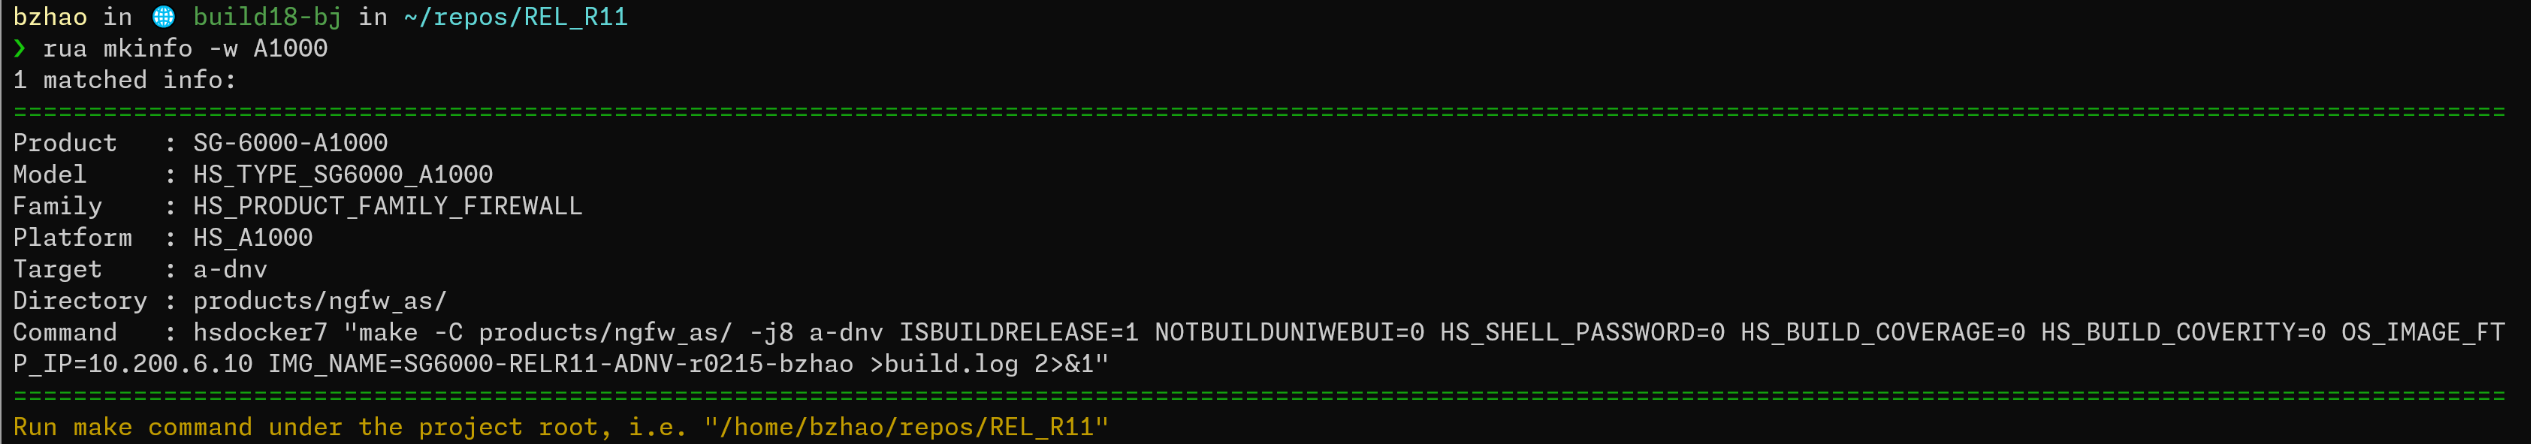 bzhao in 🌐 build18-bj in ~/repos/REL_R11
❯ rua mkinfo -w A1000
1 matched info:
======================================================================================================================================================================
Product   : SG-6000-A1000
Model     : HS_TYPE_SG6000_A1000
Family    : HS_PRODUCT_FAMILY_FIREWALL
Platform  : HS_A1000
Target    : a-dnv
Directory : products/ngfw_as/
Command   : hsdocker7 "make -C products/ngfw_as/ -j8 a-dnv ISBUILDRELEASE=1 NOTBUILDUNIWEBUI=0 HS_SHELL_PASSWORD=0 HS_BUILD_COVERAGE=0 HS_BUILD_COVERITY=0 OS_IMAGE_FT
P_IP=10.200.6.10 IMG_NAME=SG6000-RELR11-ADNV-r0215-bzhao >build.log 2>&1"
======================================================================================================================================================================
Run make command under the project root, i.e. "/home/bzhao/repos/REL_R11"